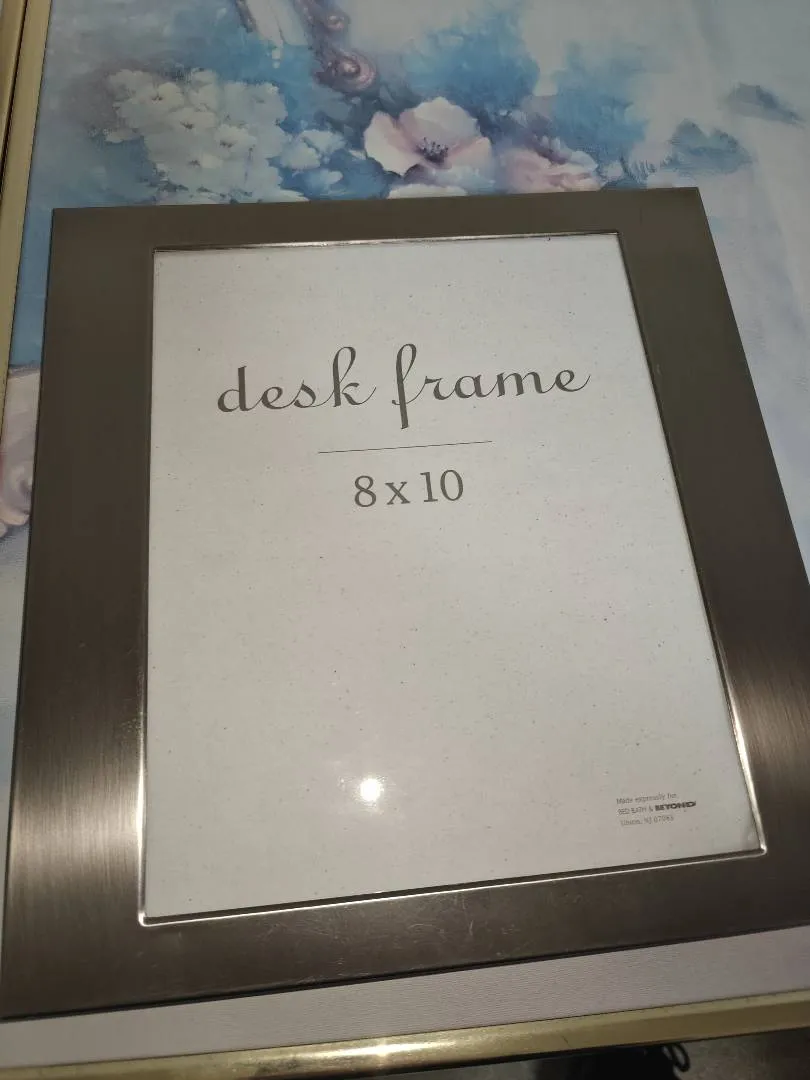 desk frame
8 x 10
Made expressly for
BED BATH & BEYOND
Union, NJ 07083